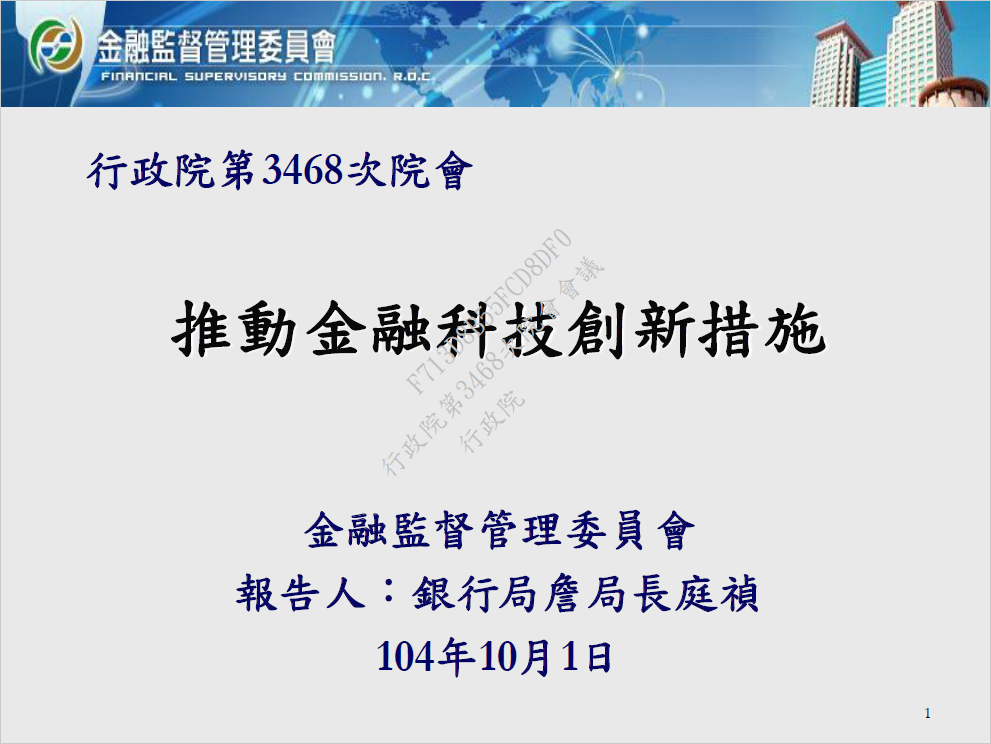 金融監督管理委員會
FINANCIAL SUPERVISORY COMMISSION, R.O.C.
行政院第3468次院會
推動金融科技創新措施
行政院第3468次院會會議
行政院
金融監督管理委員會
報告人：銀行局詹局長庭禎
104年10月1日
1